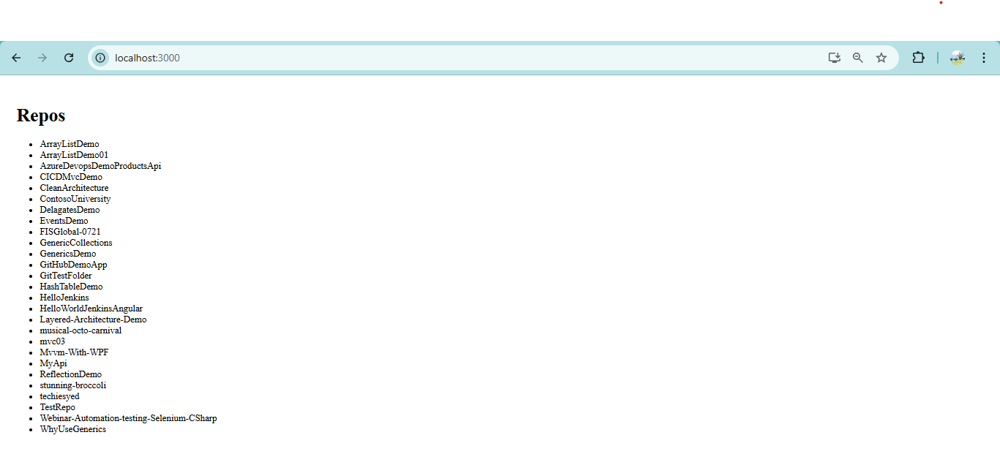 localhost:3000
Repos
ArrayListDemo
ArrayListDemo01
AzureDevopsDemoProductsApi
CICDMvcDemo
CleanArchitecture
ContosoUniversity
DelagatesDemo
EventsDemo
FISGlobal-0721
GenericCollections
GenericsDemo
GitHubDemoApp
GitTestFolder
HashTableDemo
HelloJenkins
HelloWorldJenkinsAngular
Layered-Architecture-Demo
musical-octo-carnival
mvc03
Mvvm-With-WPF
MyApi
ReflectionDemo
stunning-broccoli
techiesyed
TestRepo
Webinar-Automation-testing-Selenium-CSharp
WhyUseGenerics